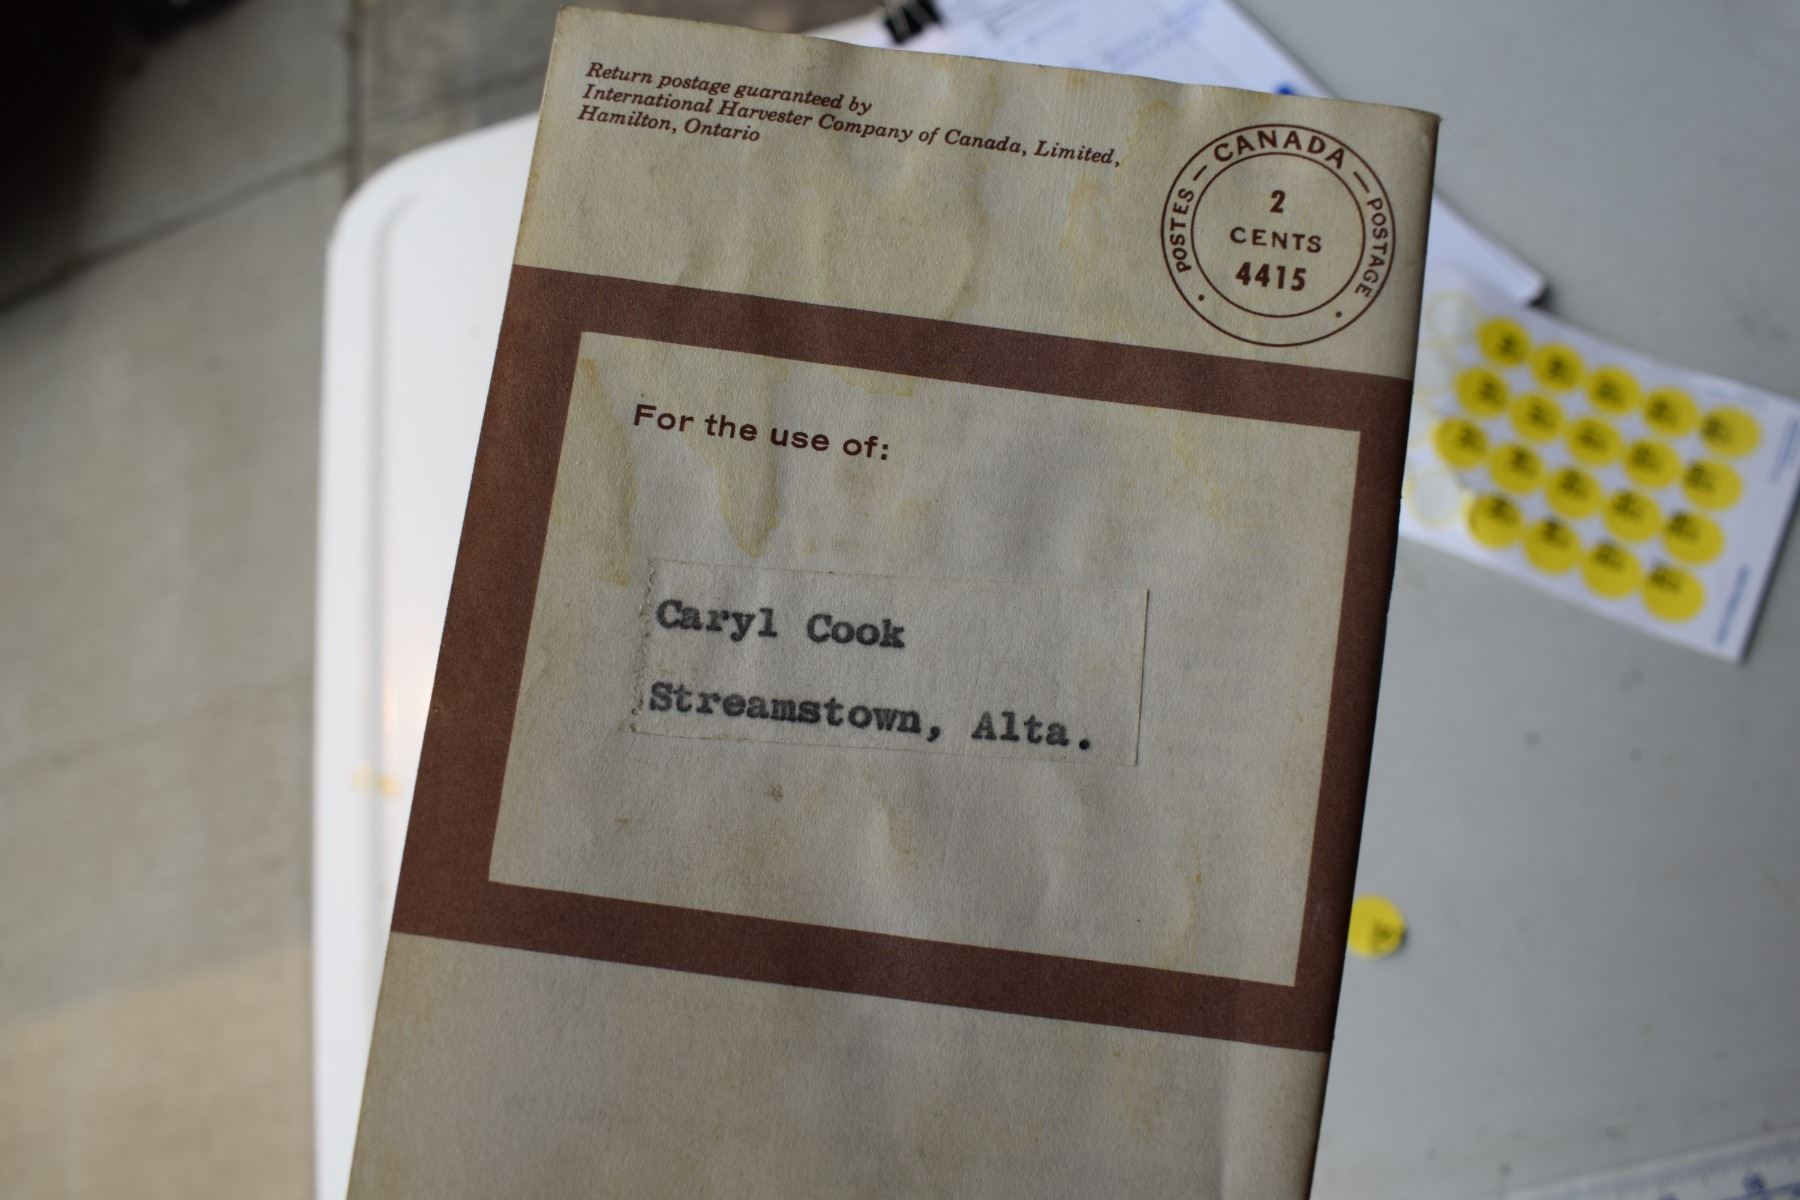 Return postage guaranteed by
International Harvester Company of Canada, Limited,
Hamilton, Ontario
POSTES — CANADA — POSTAGE
2
CENTS
4415
For the use of:
Caryl Cook
Streamstown, Alta.